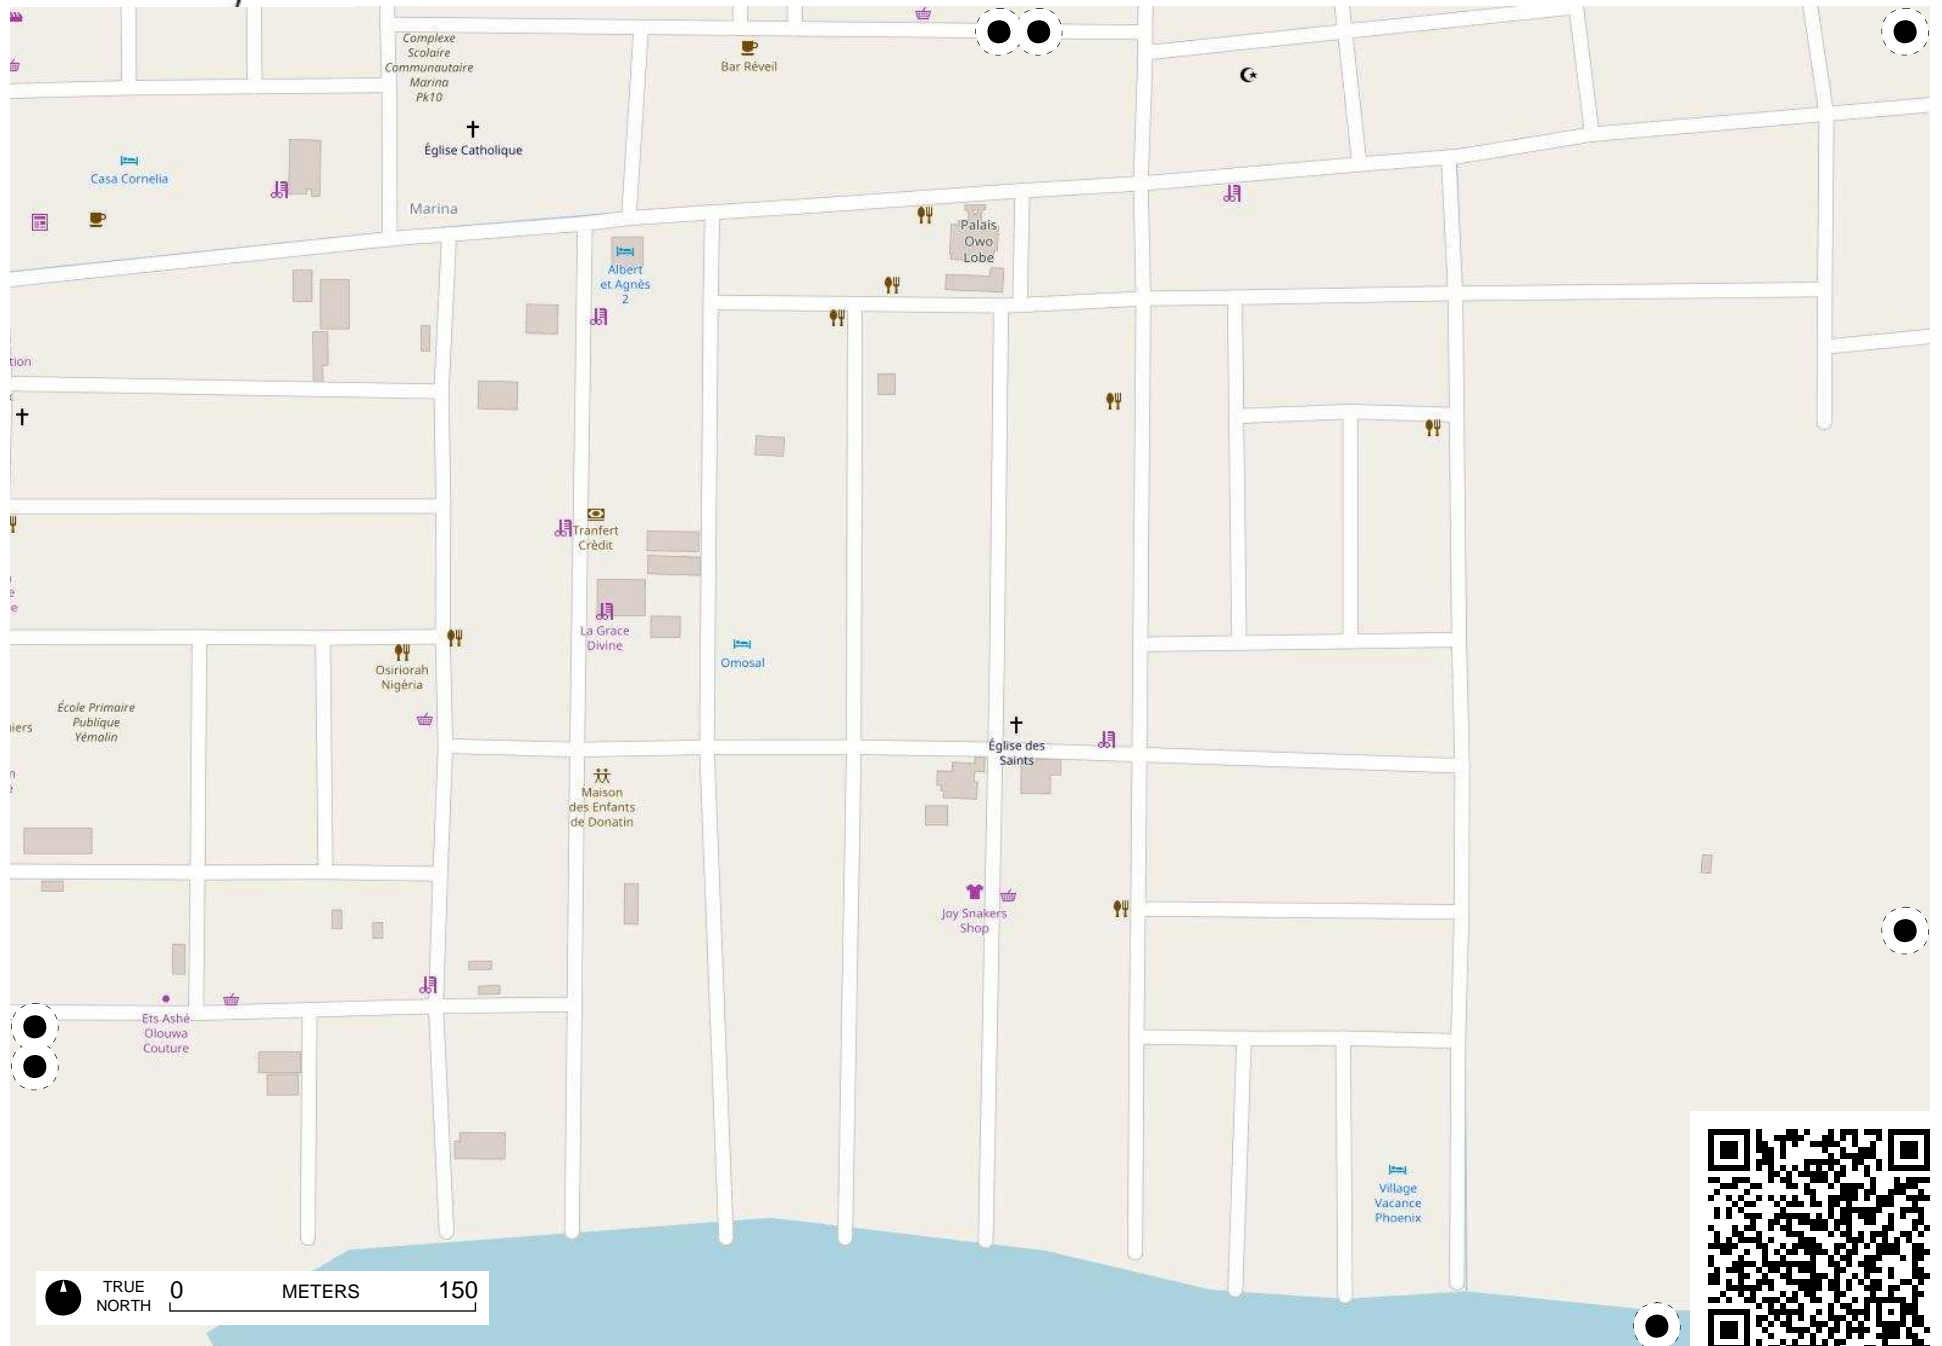 Complexe
Scolaire
Communautaire
Marina
Pk10
Bar Réveil
Église Catholique
Casa Cornelia
Marina
Palais
Owo
Lobe
Albert
et Agnès
2
tion
Tranfert
Crédit
La Grace
Divine
Omosal
Osiriorah
Nigéria
École Primaire
Publique
Yémalin
iers
Église des
Saints
Maison
des Enfants
de Donatin
Joy Snakers
Shop
Ets Ashé
Olouwa
Couture
Village
Vacance
Phoenix
TRUE
NORTH
0 METERS 150